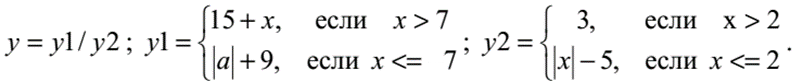 y = y1 / y2 ; y1 = { 15 + x, если x > 7 ; y2 = { 3, если x > 2
|a| + 9, если x <= 7 |x| − 5, если x <= 2 .